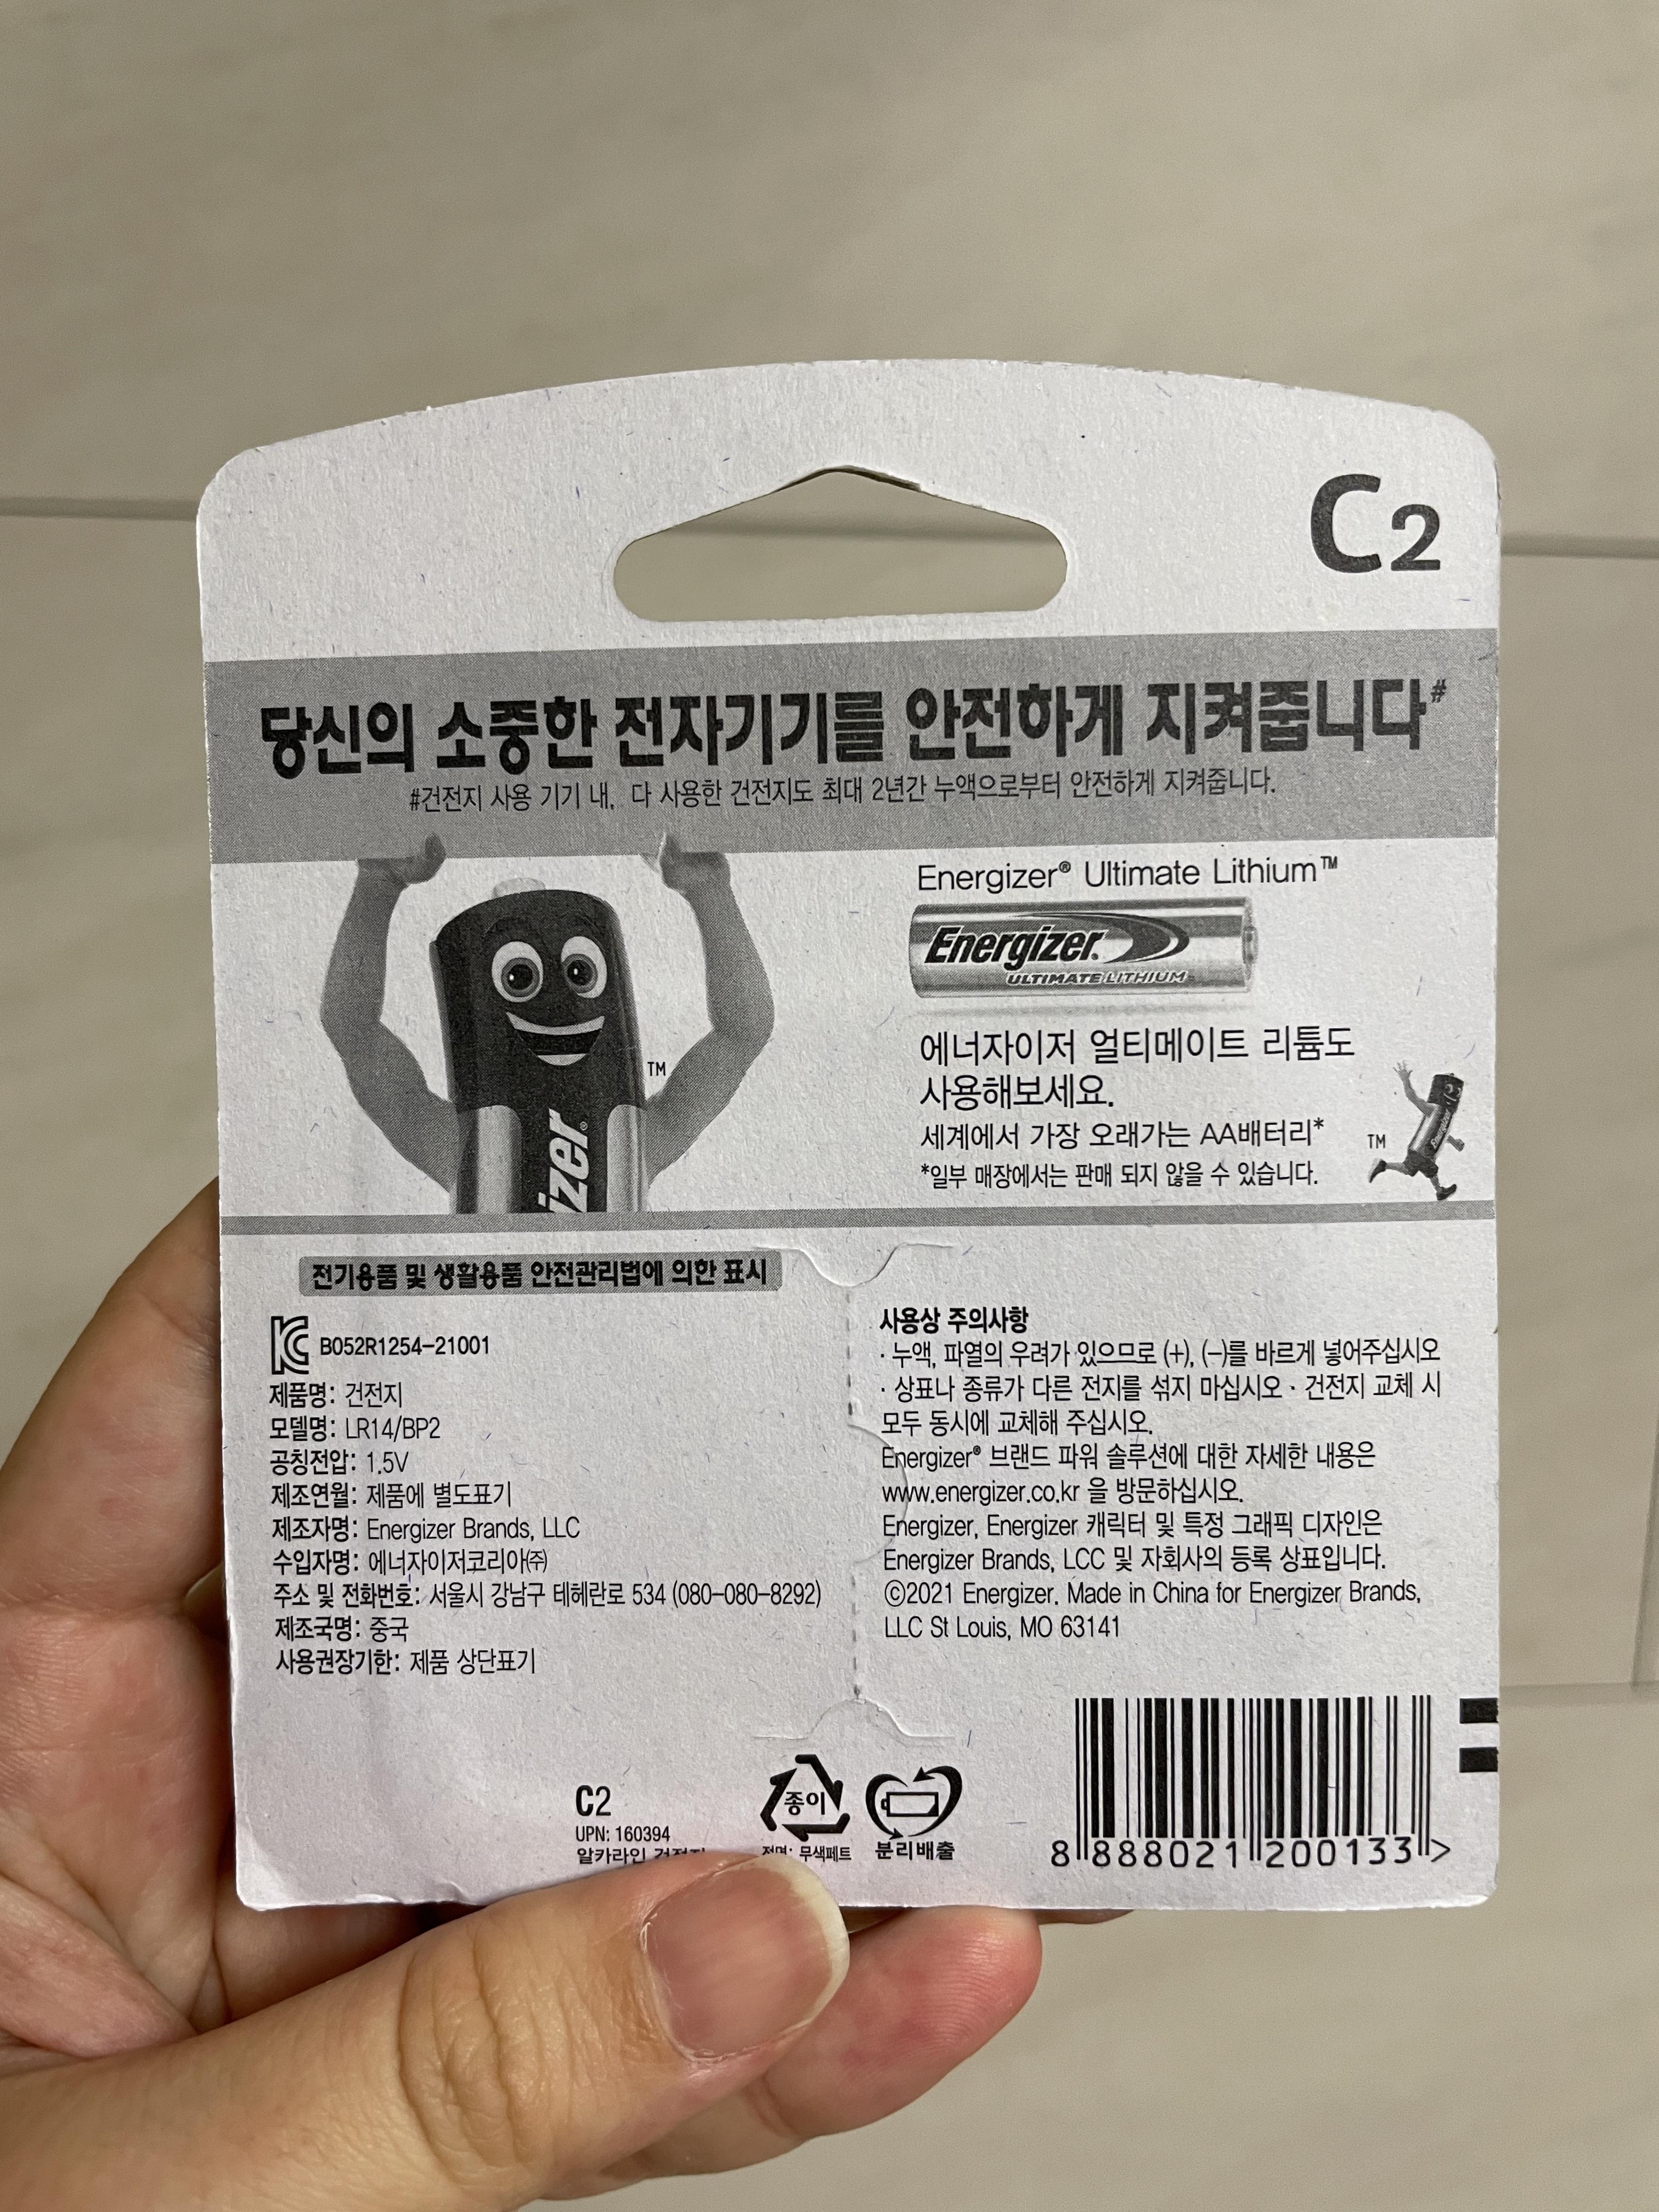 C2
당신의 소중한 전자기기를 안전하게 지켜줍니다#
#건전지 사용 기기 내, 다 사용한 건전지도 최대 2년간 누액으로부터 안전하게 지켜줍니다.
TM
izer®
Energizer® Ultimate Lithium™
Energizer.
ULTIMATE LITHIUM
에너자이저 얼티메이트 리튬도
사용해보세요.
세계에서 가장 오래가는 AA배터리*
*일부 매장에서는 판매 되지 않을 수 있습니다.
TM
Energizer
전기용품 및 생활용품 안전관리법에 의한 표시
B052R1254-21001
제품명: 건전지
모델명: LR14/BP2
공칭전압: 1.5V
제조연월: 제품에 별도표기
제조자명: Energizer Brands, LLC
수입자명: 에너자이저코리아㈜
주소 및 전화번호: 서울시 강남구 테헤란로 534 (080-080-8292)
제조국명: 중국
사용권장기한: 제품 상단표기
사용상 주의사항
· 누액, 파열의 우려가 있으므로 (+), (-)를 바르게 넣어주십시오
· 상표나 종류가 다른 전지를 섞지 마십시오 · 건전지 교체 시
모두 동시에 교체해 주십시오.
Energizer® 브랜드 파워 솔루션에 대한 자세한 내용은
www.energizer.co.kr 을 방문하십시오.
Energizer, Energizer 캐릭터 및 특정 그래픽 디자인은
Energizer Brands, LCC 및 자회사의 등록 상표입니다.
©2021 Energizer. Made in China for Energizer Brands,
LLC St Louis, MO 63141
C2
UPN: 160394
알카라인 건전지
종이
전면: 무색페트
분리배출
8 888021 200133 >